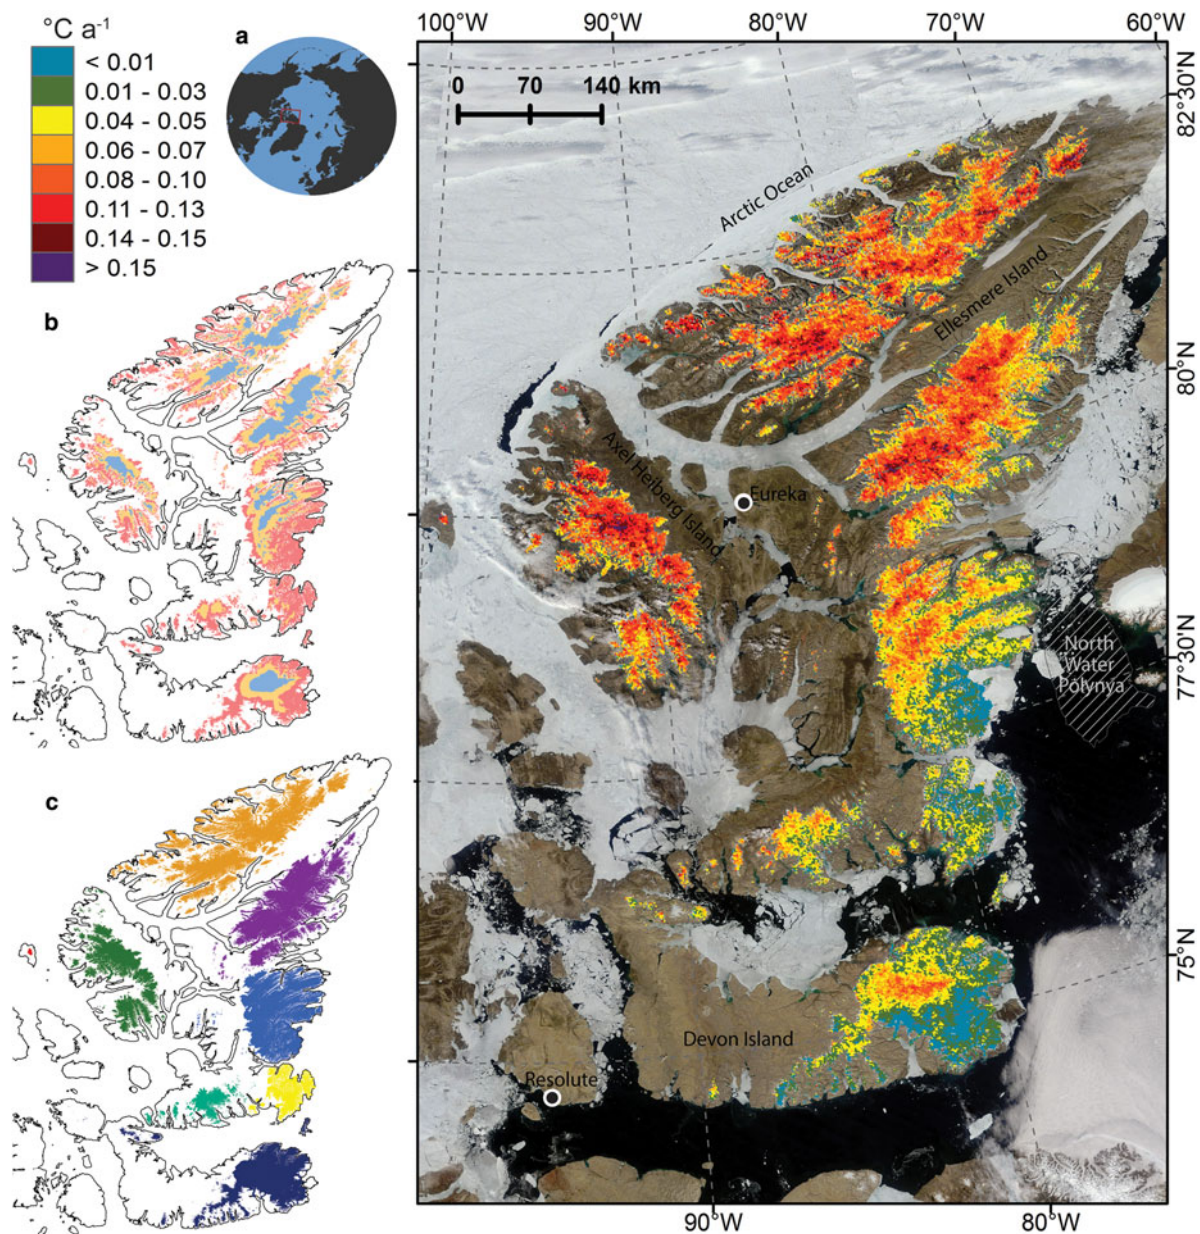 °C a⁻¹
< 0.01
0.01 - 0.03
0.04 - 0.05
0.06 - 0.07
0.08 - 0.10
0.11 - 0.13
0.14 - 0.15
> 0.15
a
b
c
100°W
90°W
80°W
70°W
60°W
0
70
140 km
82°30'N
Arctic Ocean
Ellesmere Island
80°N
Axel Heiberg Island
Eureka
North
Water
Polynya
77°30'N
75°N
Devon Island
Resolute
90°W
80°W